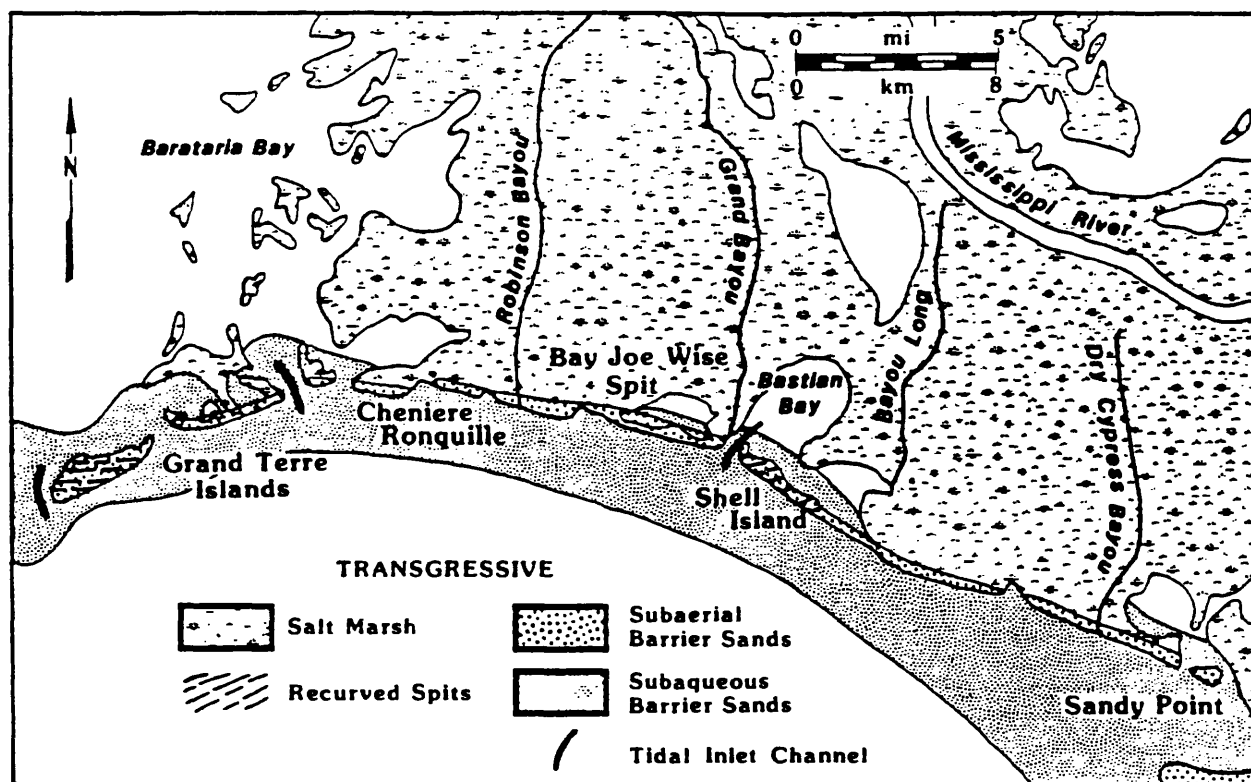 0 mi 5
0 km 8
N
Barataria Bay
Robinson Bayou
Grand Bayou
Mississippi River
Bayou Long
Dry Cypress Bayou
Bay Joe Wise
Spit
Bastian
Bay
Cheniere
Ronquille
Grand Terre
Islands
Shell
Island
Sandy Point
TRANSGRESSIVE
Salt Marsh
Recurved Spits
Subaerial
Barrier Sands
Subaqueous
Barrier Sands
Tidal Inlet Channel